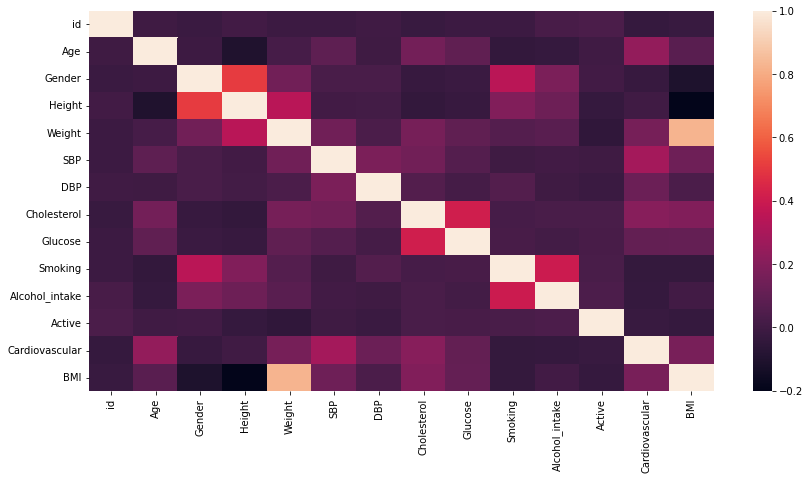 id
Age
Gender
Height
Weight
SBP
DBP
Cholesterol
Glucose
Smoking
Alcohol_intake
Active
Cardiovascular
BMI
id
Age
Gender
Height
Weight
SBP
DBP
Cholesterol
Glucose
Smoking
Alcohol_intake
Active
Cardiovascular
BMI
1.0
0.8
0.6
0.4
0.2
0.0
−0.2